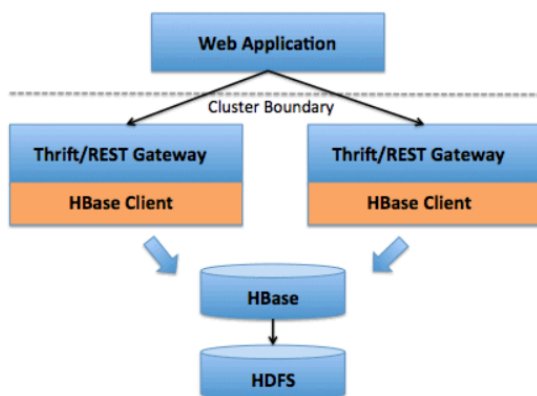 Web Application
Cluster Boundary
Thrift/REST Gateway
Thrift/REST Gateway
HBase Client
HBase Client
HBase
HDFS